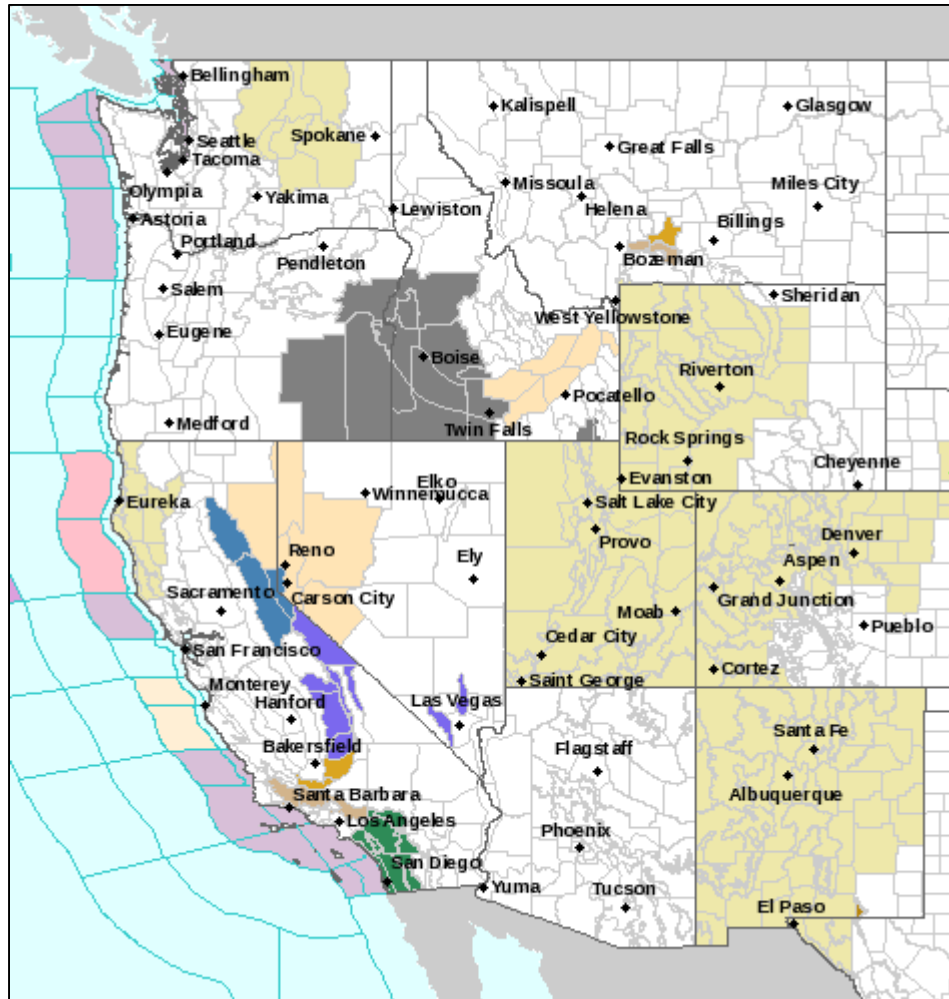 Bellingham
Kalispell
Glasgow
Seattle
Spokane
Great Falls
Tacoma
Olympia
Missoula
Miles City
Yakima
Helena
Lewiston
Astoria
Billings
Portland
Bozeman
Pendleton
Salem
Sheridan
West Yellowstone
Eugene
Boise
Riverton
Pocatello
Medford
Twin Falls
Rock Springs
Cheyenne
Elko
Evanston
Winnemucca
Eureka
Salt Lake City
Provo
Denver
Reno
Ely
Aspen
Sacramento
Carson City
Grand Junction
Moab
Pueblo
Cedar City
San Francisco
Cortez
Saint George
Monterey
Hanford
Las Vegas
Santa Fe
Bakersfield
Flagstaff
Santa Barbara
Albuquerque
Los Angeles
Phoenix
San Diego
Yuma
Tucson
El Paso